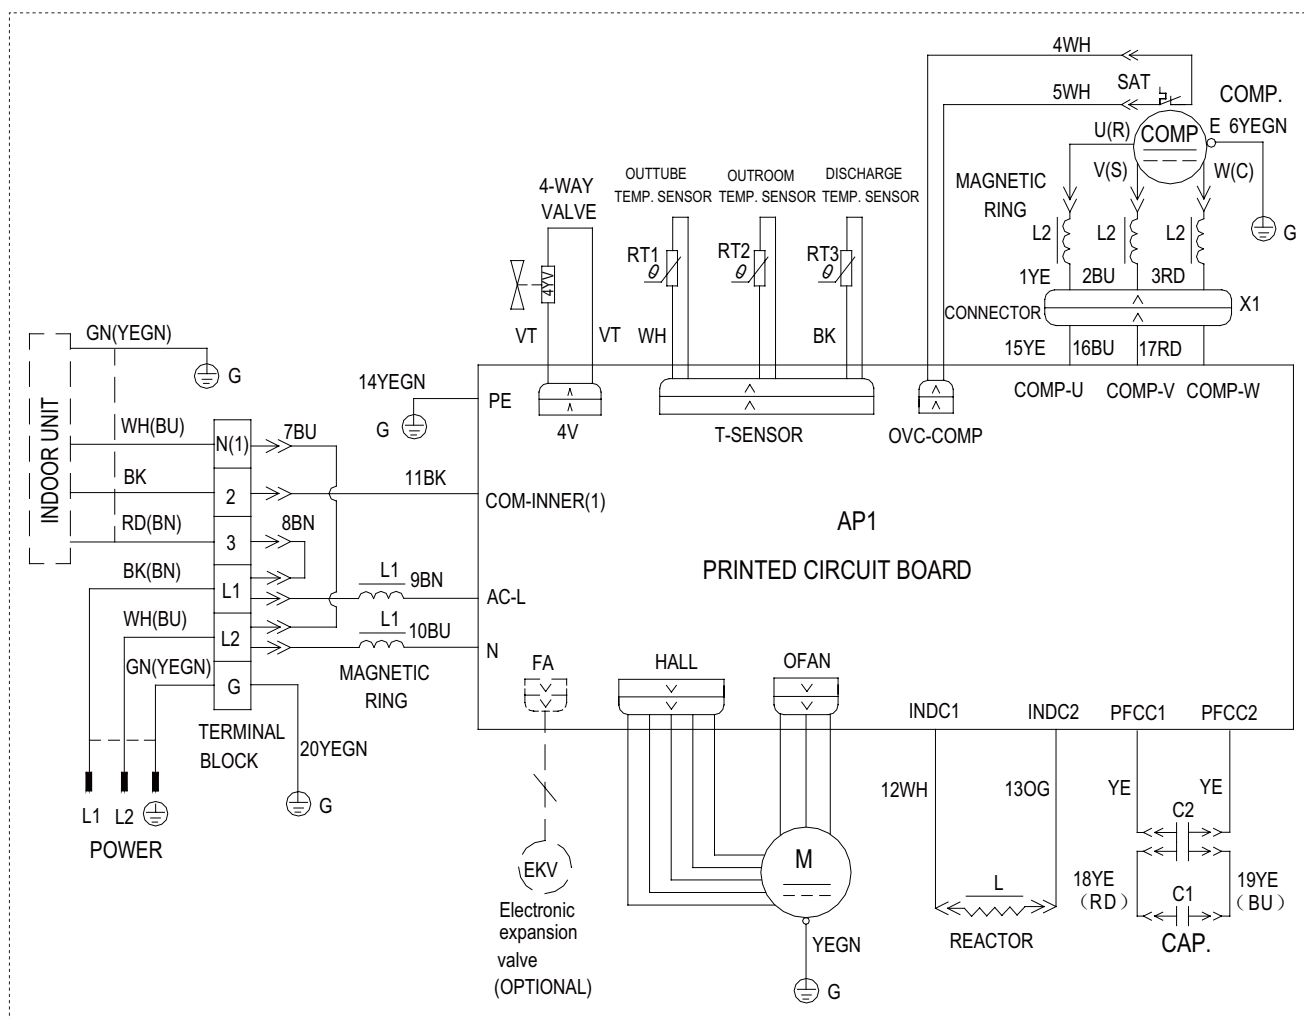 4WH
SAT
COMP.
5WH
U(R)
COMP
E 6YEGN
OUTTUBE
TEMP. SENSOR
OUTROOM
TEMP. SENSOR
DISCHARGE
TEMP. SENSOR
4-WAY
VALVE
MAGNETIC
RING
V(S)
W(C)
L2
L2
L2
G
RT1
RT2
RT3
θ
θ
θ
4YV
1YE
2BU
3RD
CONNECTOR
X1
GN(YEGN)
VT
VT
WH
BK
15YE
16BU
17RD
G
14YEGN
PE
G
4V
T-SENSOR
OVC-COMP
COMP-U
COMP-V
COMP-W
INDOOR UNIT
WH(BU)
N(1)
7BU
BK
2
11BK
COM-INNER(1)
RD(BN)
3
8BN
AP1
PRINTED CIRCUIT BOARD
BK(BN)
L1
L1
9BN
AC-L
WH(BU)
L2
L1
10BU
N
GN(YEGN)
G
MAGNETIC
RING
FA
HALL
OFAN
INDC1
INDC2
PFCC1
PFCC2
TERMINAL
BLOCK
20YEGN
G
L1
L2
POWER
12WH
13OG
YE
YE
C2
EKV
M
L
18YE
(RD)
C1
19YE
(BU)
Electronic
expansion
valve
(OPTIONAL)
YEGN
G
REACTOR
CAP.